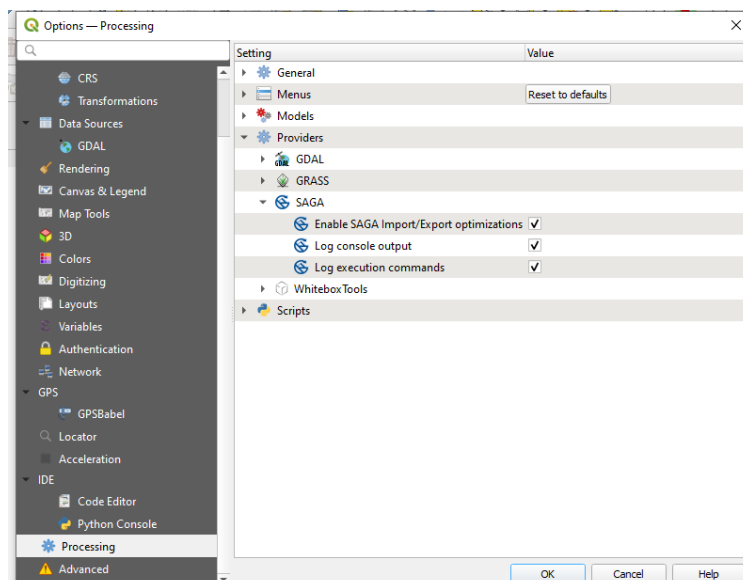 Options — Processing
CRS
Transformations
Data Sources
GDAL
Rendering
Canvas & Legend
Map Tools
3D
Colors
Digitizing
Layouts
Variables
Authentication
Network
GPS
GPSBabel
Locator
Acceleration
IDE
Code Editor
Python Console
Processing
Advanced
Setting Value
General
Menus Reset to defaults
Models
Providers
GDAL
GRASS
SAGA
Enable SAGA Import/Export optimizations
Log console output
Log execution commands
WhiteboxTools
Scripts
OK Cancel Help